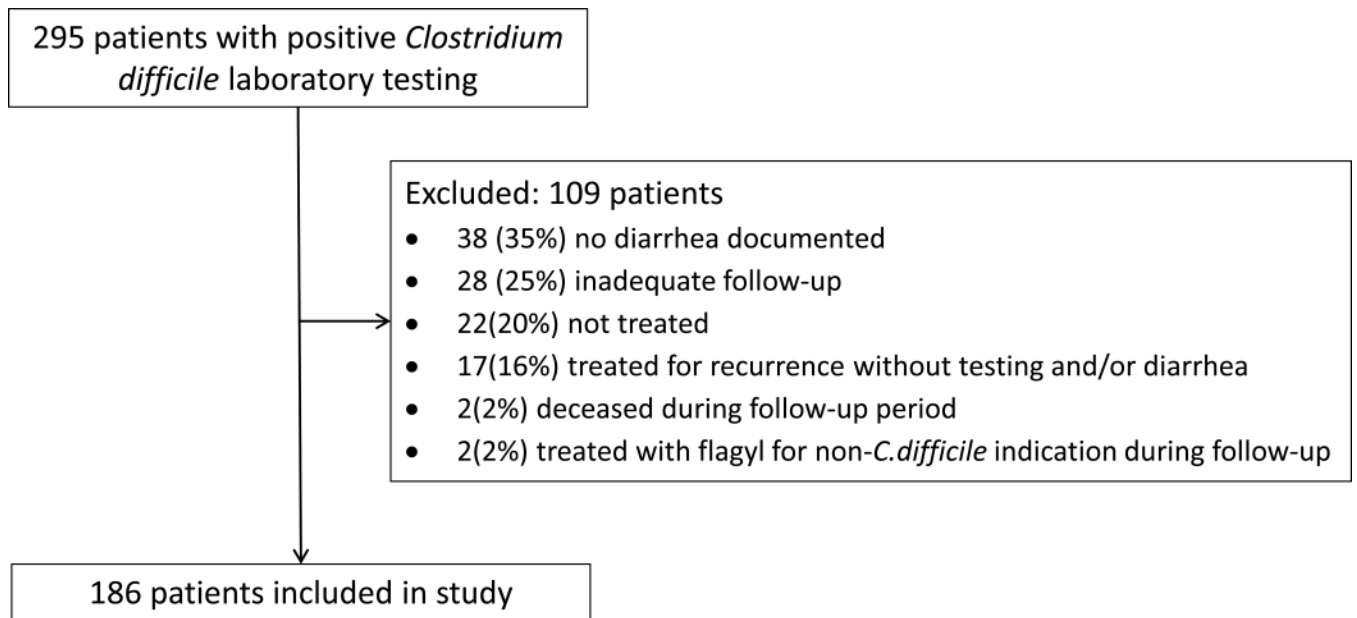 295 patients with positive Clostridium
difficile laboratory testing
Excluded: 109 patients
• 38 (35%) no diarrhea documented
• 28 (25%) inadequate follow-up
• 22(20%) not treated
• 17(16%) treated for recurrence without testing and/or diarrhea
• 2(2%) deceased during follow-up period
• 2(2%) treated with flagyl for non-C.difficile indication during follow-up
186 patients included in study